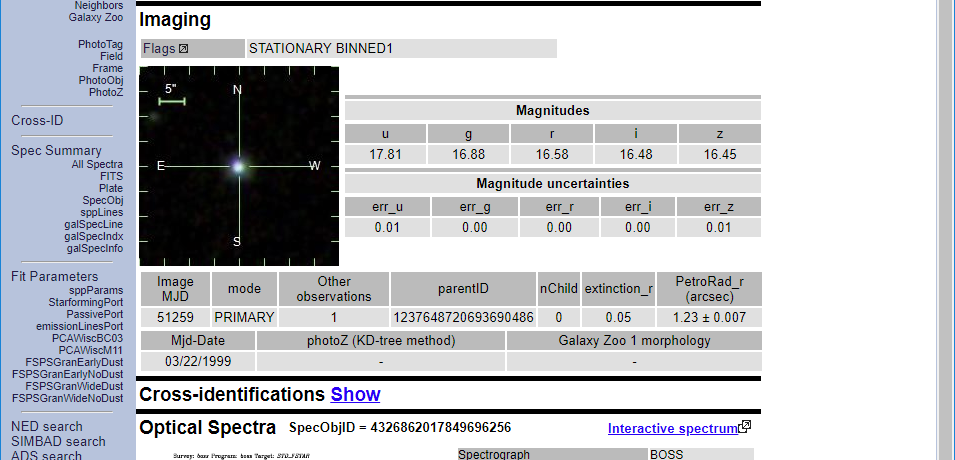 Neighbors
Galaxy Zoo
PhotoTag
Field
Frame
PhotoObj
PhotoZ
Cross-ID
Spec Summary
All Spectra
FITS
Plate
SpecObj
sppLines
galSpecLine
galSpecIndx
galSpecInfo
Fit Parameters
sppParams
StarformingPort
PassivePort
emissionLinesPort
PCAWiscBC03
PCAWiscM11
FSPSGranEarlyDust
FSPSGranEarlyNoDust
FSPSGranWideDust
FSPSGranWideNoDust
NED search
SIMBAD search
ADS search
Imaging
Flags STATIONARY BINNED1
5"
N
E W
S
Magnitudes
u g r i z
17.81 16.88 16.58 16.48 16.45
Magnitude uncertainties
err_u err_g err_r err_i err_z
0.01 0.00 0.00 0.00 0.01
Image MJD mode Other observations parentID nChild extinction_r PetroRad_r (arcsec)
51259 PRIMARY 1 1237648720693690486 0 0.05 1.23 ± 0.007
Mjd-Date photoZ (KD-tree method) Galaxy Zoo 1 morphology
03/22/1999 - -
Cross-identifications Show
Optical Spectra SpecObjID = 4326862017849696256 Interactive spectrum
Survey: boss Program: boss Target: STD_FSTAR
Spectrograph BOSS